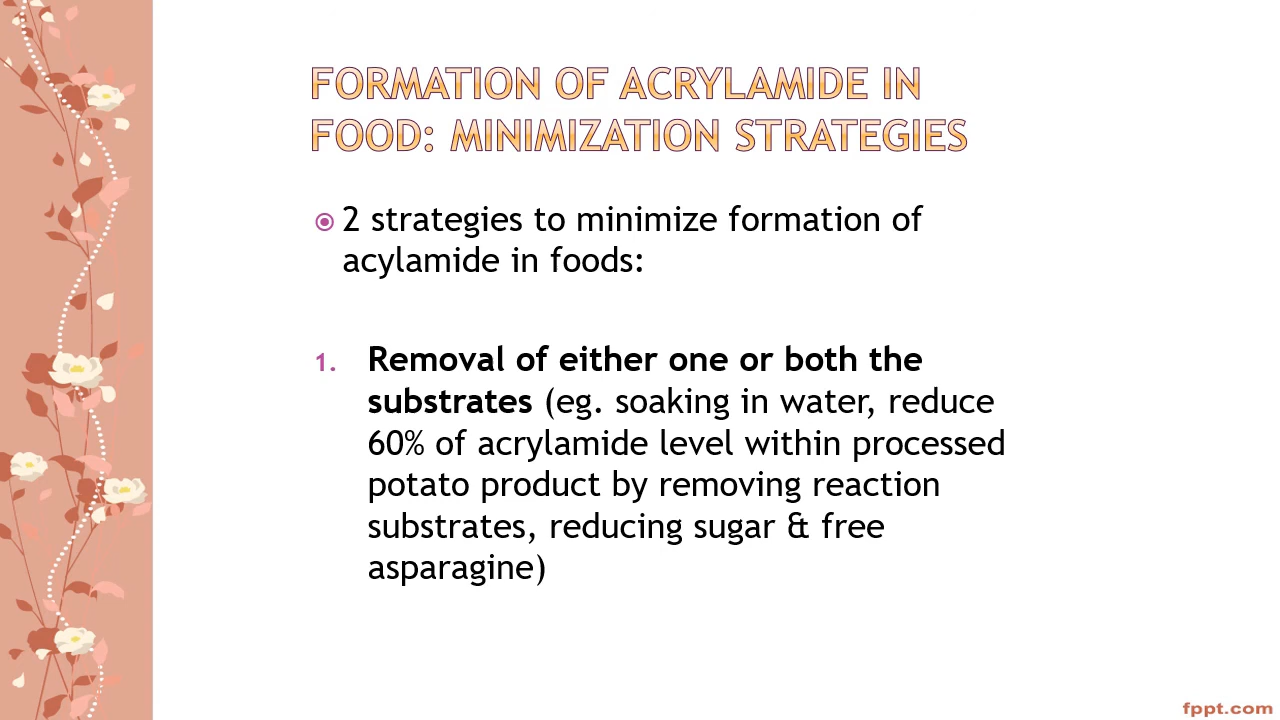 FORMATION OF ACRYLAMIDE IN
FOOD: MINIMIZATION STRATEGIES
2 strategies to minimize formation of
acylamide in foods:
1. Removal of either one or both the
substrates (eg. soaking in water, reduce
60% of acrylamide level within processed
potato product by removing reaction
substrates, reducing sugar & free
asparagine)
fppt.com